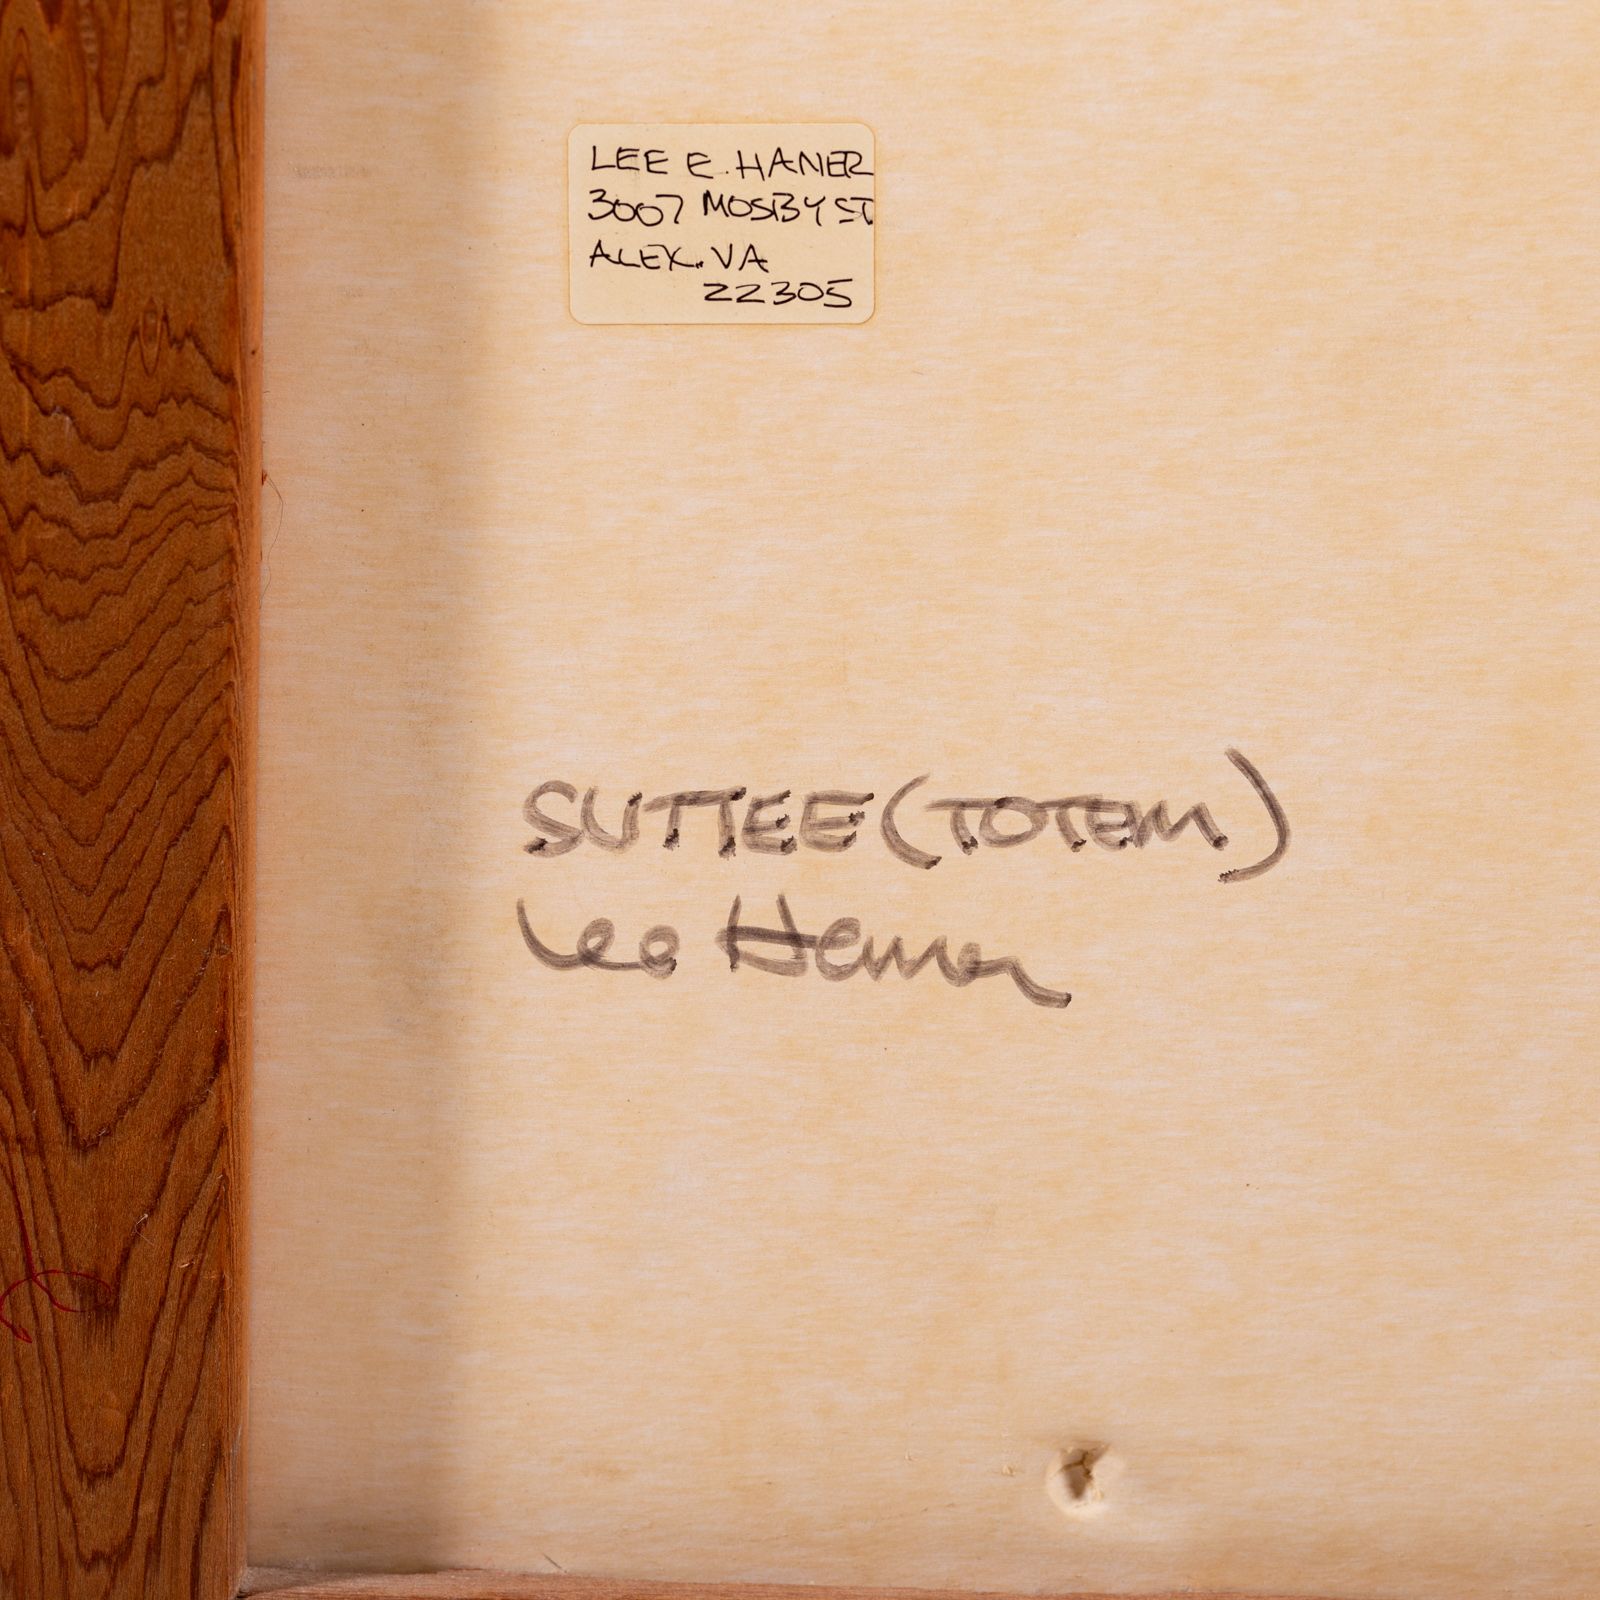 LEE E. HANER
3007 MOSBY ST
ALEX. VA
22305
SUTTEE (TOTEM)
Lee Haner